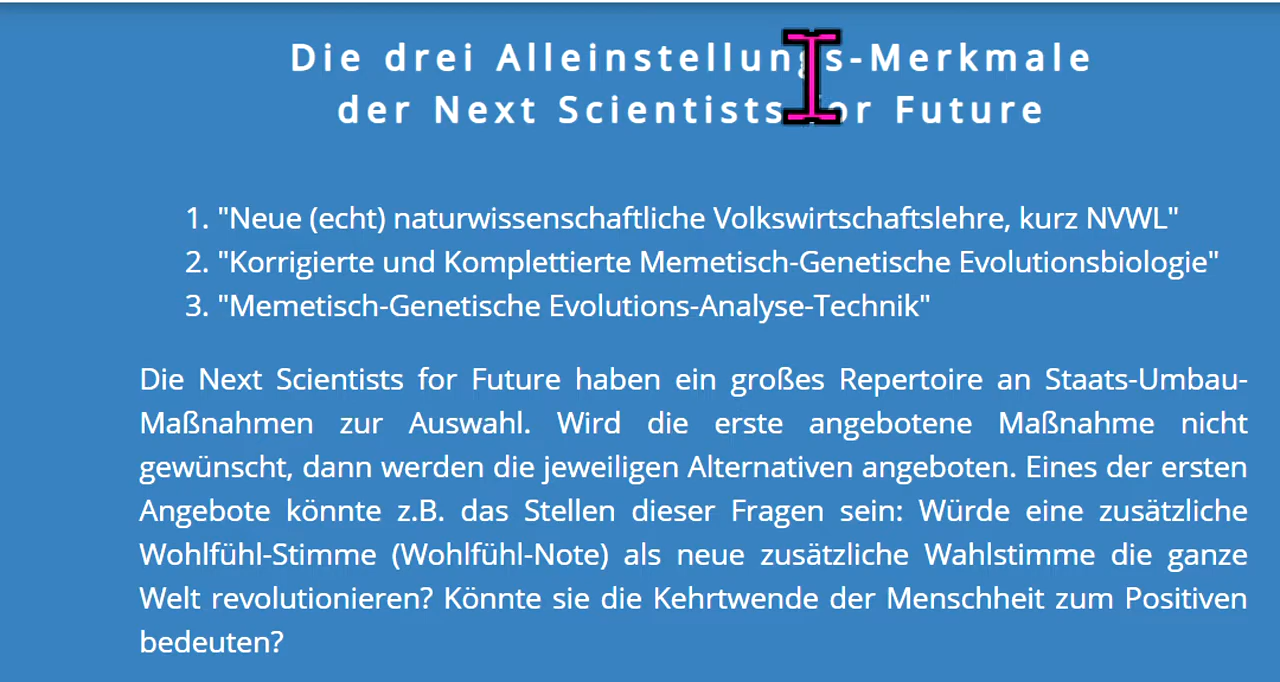 Die drei Alleinstellungs-Merkmale
der Next Scientists for Future
1. "Neue (echt) naturwissenschaftliche Volkswirtschaftslehre, kurz NVWL"
2. "Korrigierte und Komplettierte Memetisch-Genetische Evolutionsbiologie"
3. "Memetisch-Genetische Evolutions-Analyse-Technik"
Die Next Scientists for Future haben ein großes Repertoire an Staats-Umbau-
Maßnahmen zur Auswahl. Wird die erste angebotene Maßnahme nicht
gewünscht, dann werden die jeweiligen Alternativen angeboten. Eines der ersten
Angebote könnte z.B. das Stellen dieser Fragen sein: Würde eine zusätzliche
Wohlfühl-Stimme (Wohlfühl-Note) als neue zusätzliche Wahlstimme die ganze
Welt revolutionieren? Könnte sie die Kehrtwende der Menschheit zum Positiven
bedeuten?